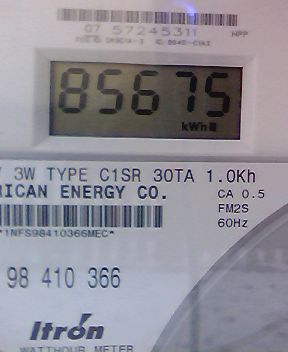 07 57245311 NPP
85675
kWh
3W TYPE C1SR 30TA 1.0Kh
RICAN ENERGY CO. CA 0.5
FM2S
60Hz
*1NFS98410366MEC*
98 410 366
Itron
WATTHOUR METER